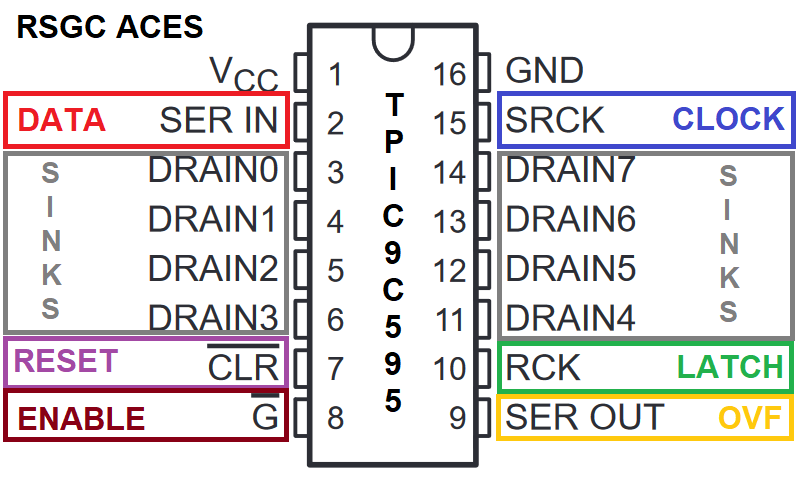 RSGC ACES
VCC 1 16 GND
DATA SER IN 2 15 SRCK CLOCK
DRAIN0 3 14 DRAIN7
DRAIN1 4 13 DRAIN6
DRAIN2 5 12 DRAIN5
DRAIN3 6 11 DRAIN4
SINKS
TPIC9C595
SINKS
RESET CLR 7 10 RCK LATCH
ENABLE G 8 9 SER OUT OVF